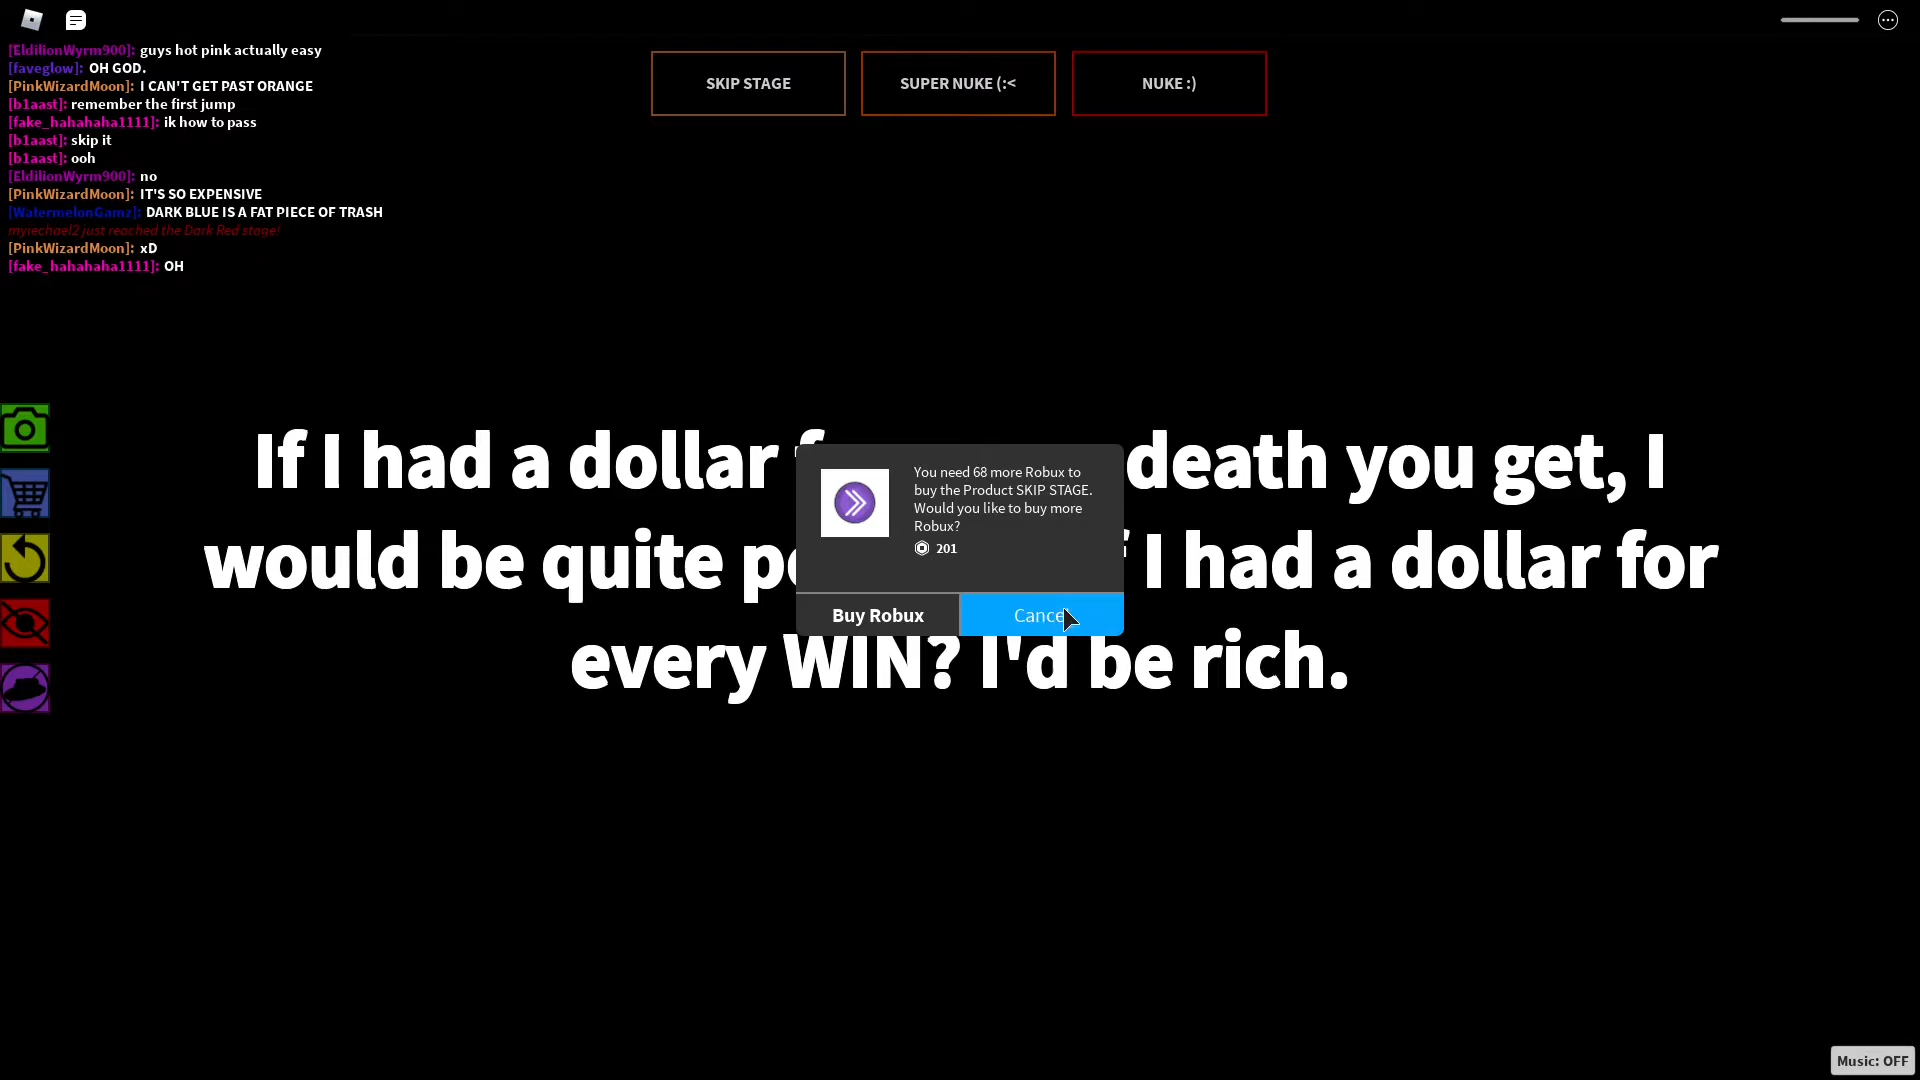 [EldilionWyrm900]: guys hot pink actually easy
[faveglow]: OH GOD.
[PinkWizardMoon]: I CAN'T GET PAST ORANGE
[b1aast]: remember the first jump
[fake_hahahaha1111]: ik how to pass
[b1aast]: skip it
[b1aast]: ooh
[EldilionWyrm900]: no
[PinkWizardMoon]: IT'S SO EXPENSIVE
[WatermelonGamz]: DARK BLUE IS A FAT PIECE OF TRASH
myrechael2 just reached the Dark Red stage!
[PinkWizardMoon]: xD
[fake_hahahaha1111]: OH
SKIP STAGE
SUPER NUKE (:<
NUKE :)
If I had a dollar death you get, I
would be quite I had a dollar for
every WIN? I'd be rich.
You need 68 more Robux to
buy the Product SKIP STAGE.
Would you like to buy more
Robux?
201
Buy Robux
Cancel
Music: OFF